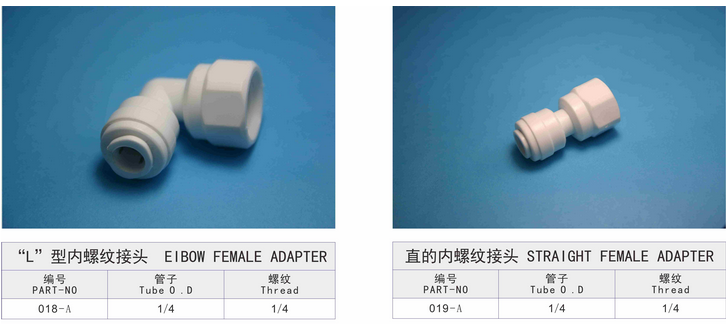 “L”型内螺纹接头 EIBOW FEMALE ADAPTER
编号 管子 螺纹
PART-NO Tube O.D Thread
018-A 1/4 1/4
直的内螺纹接头 STRAIGHT FEMALE ADAPTER
编号 管子 螺纹
PART-NO Tube O.D Thread
019-A 1/4 1/4